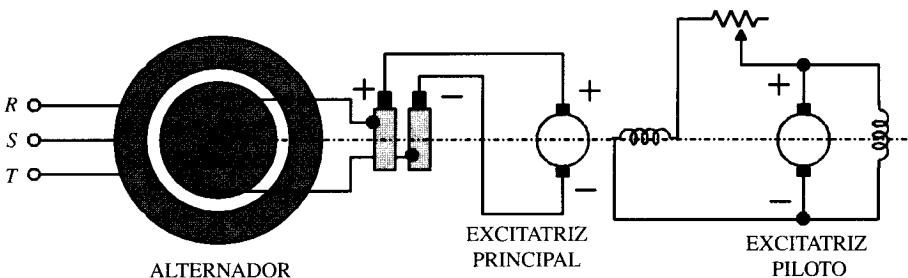 R
S
T
+
−
+
−
+
−
ALTERNADOR
EXCITATRIZ
PRINCIPAL
EXCITATRIZ
PILOTO